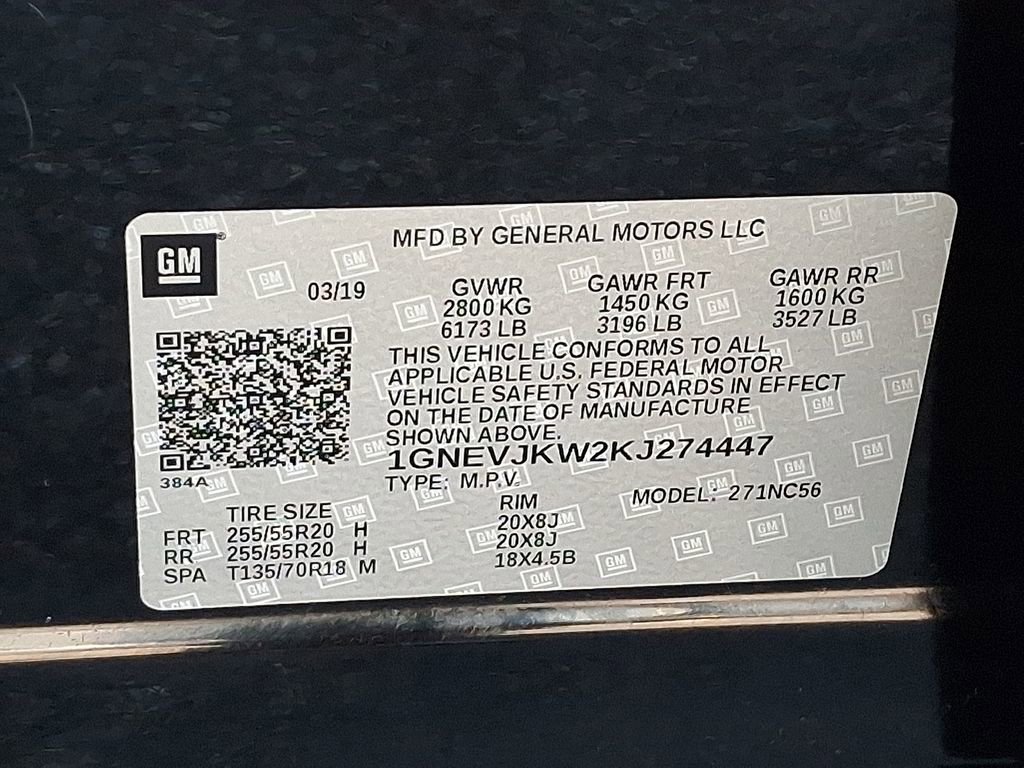 GM
MFD BY GENERAL MOTORS LLC
03/19
GVWR GAWR FRT GAWR RR
2800 KG 1450 KG 1600 KG
6173 LB 3196 LB 3527 LB
THIS VEHICLE CONFORMS TO ALL
APPLICABLE U.S. FEDERAL MOTOR
VEHICLE SAFETY STANDARDS IN EFFECT
ON THE DATE OF MANUFACTURE
SHOWN ABOVE.
1GNEVJKW2KJ274447
384A
TYPE: M.P.V.
MODEL: 271NC56
TIRE SIZE RIM
FRT 255/55R20 H 20X8J
RR 255/55R20 H 20X8J
SPA T135/70R18 M 18X4.5B